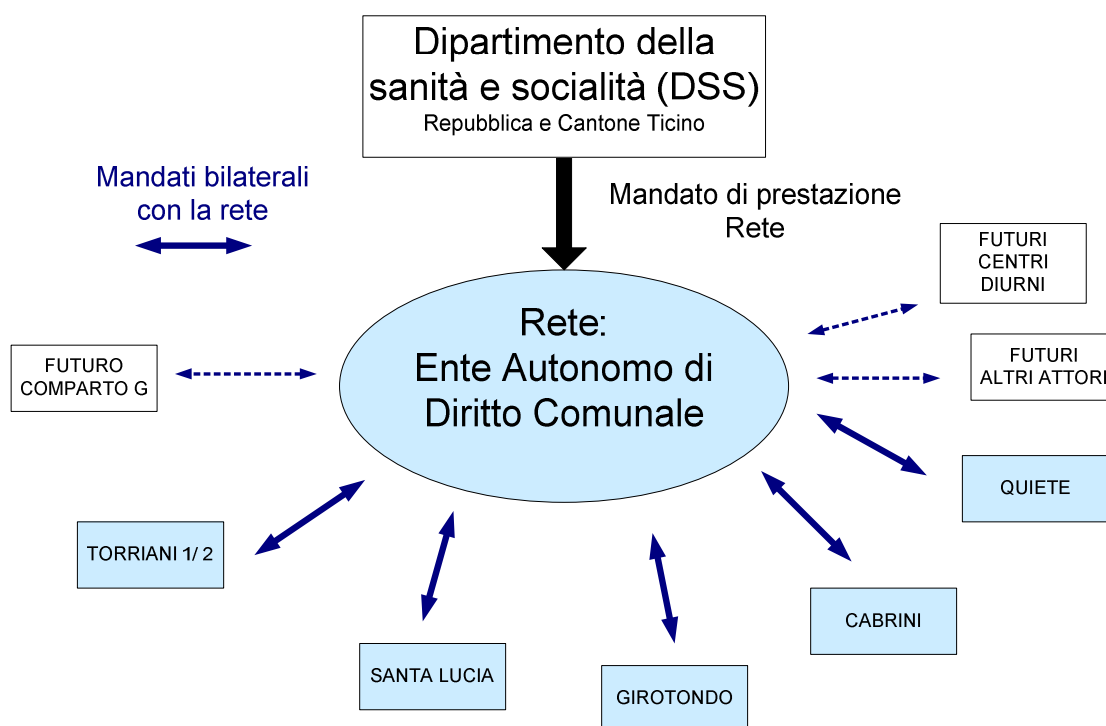 Dipartimento della
sanità e socialità (DSS)
Repubblica e Cantone Ticino
Mandati bilaterali
con la rete
Mandato di prestazione
Rete
FUTURI
CENTRI
DIURNI
Rete:
Ente Autonomo di
Diritto Comunale
FUTURO
COMPARTO G
FUTURI
ALTRI ATTORI
QUIETE
TORRIANI 1/ 2
CABRINI
SANTA LUCIA
GIROTONDO